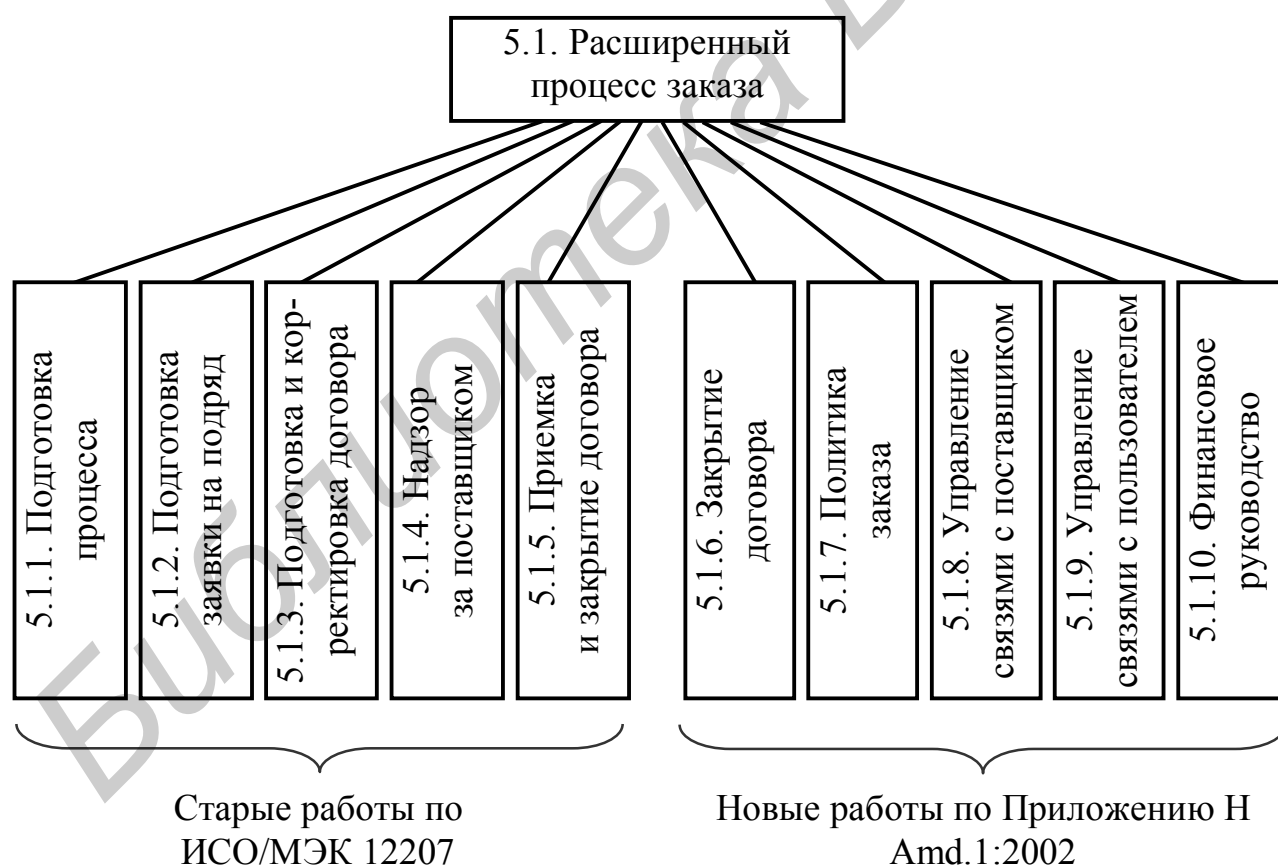 5.1. Расширенный
процесс заказа
5.1.1. Подготовка
процесса
5.1.2. Подготовка
заявки на подряд
5.1.3. Подготовка и кор-
ректировка договора
5.1.4. Надзор
за поставщиком
5.1.5. Приемка
и закрытие договора
5.1.6. Закрытие
договора
5.1.7. Политика
заказа
5.1.8. Управление
связями с поставщиком
5.1.9. Управление
связями с пользователем
5.1.10. Финансовое
руководство
Старые работы по
ИСО/МЭК 12207
Новые работы по Приложению Н
Amd.1:2002
Библиотека